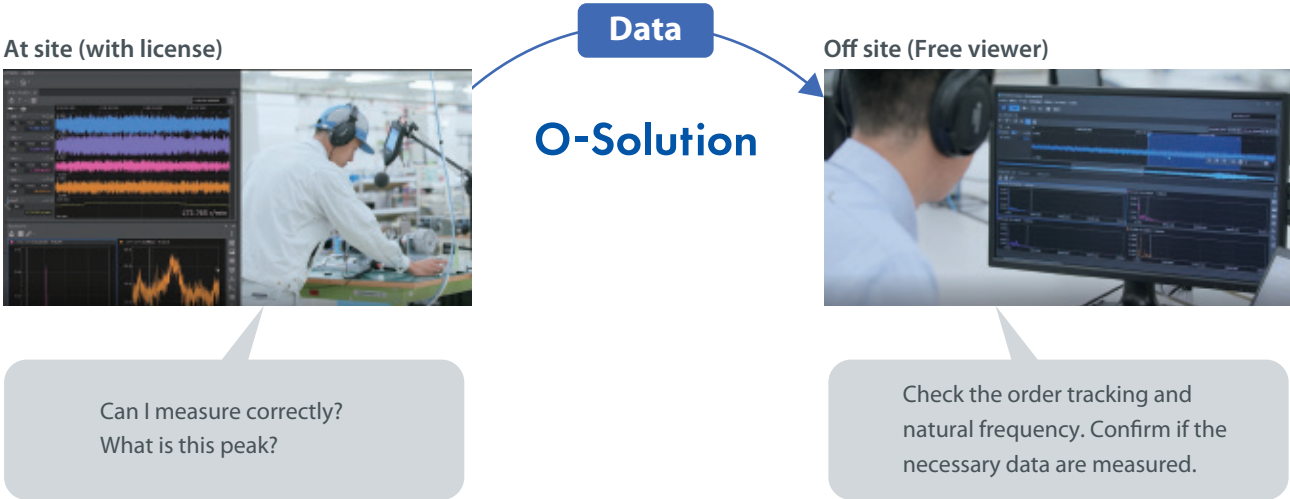 Data
At site (with license)
Off site (Free viewer)
O-Solution
Can I measure correctly?
What is this peak?
Check the order tracking and
natural frequency. Confirm if the
necessary data are measured.